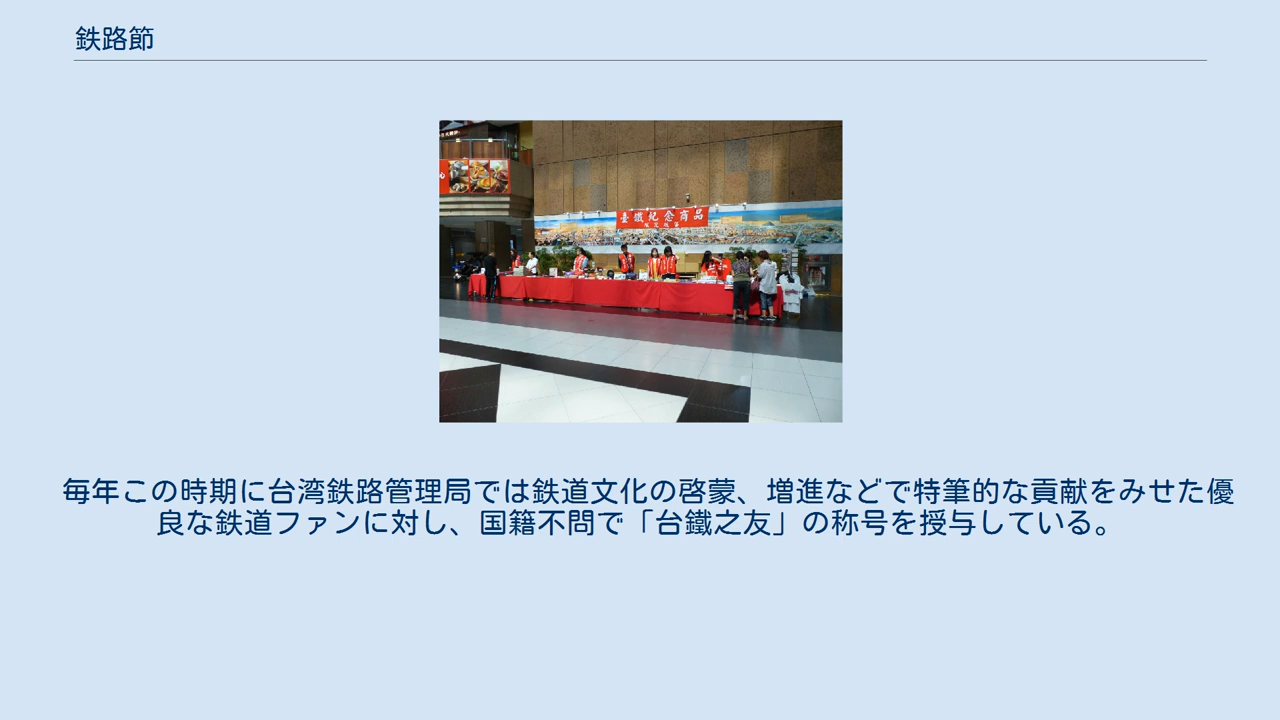 鉄路節
臺鐵紀念商品
毎年この時期に台湾鉄路管理局では鉄道文化の啓蒙、増進などで特筆的な貢献をみせた優
良な鉄道ファンに対し、国籍不問で「台鐵之友」の称号を授与している。